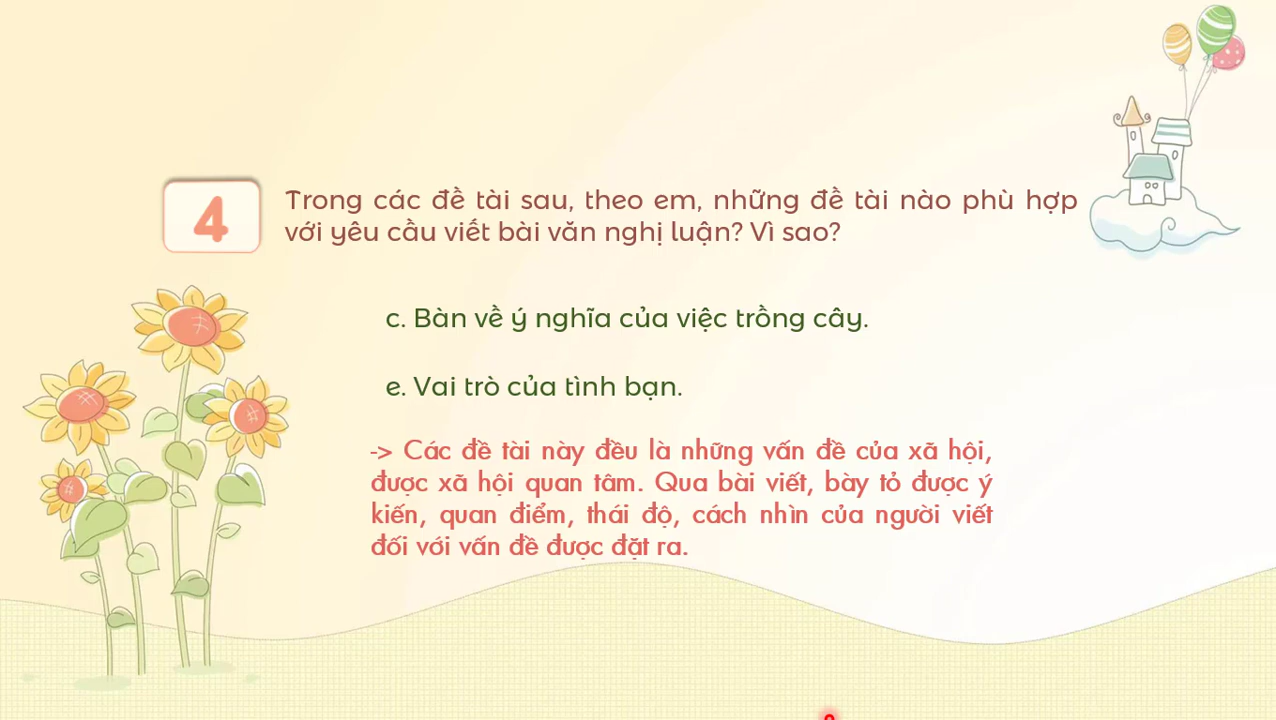 4
Trong các đề tài sau, theo em, những đề tài nào phù hợp
với yêu cầu viết bài văn nghị luận? Vì sao?
c. Bàn về ý nghĩa của việc trồng cây.
e. Vai trò của tình bạn.
-> Các đề tài này đều là những vấn đề của xã hội,
được xã hội quan tâm. Qua bài viết, bày tỏ được ý
kiến, quan điểm, thái độ, cách nhìn của người viết
đối với vấn đề được đặt ra.